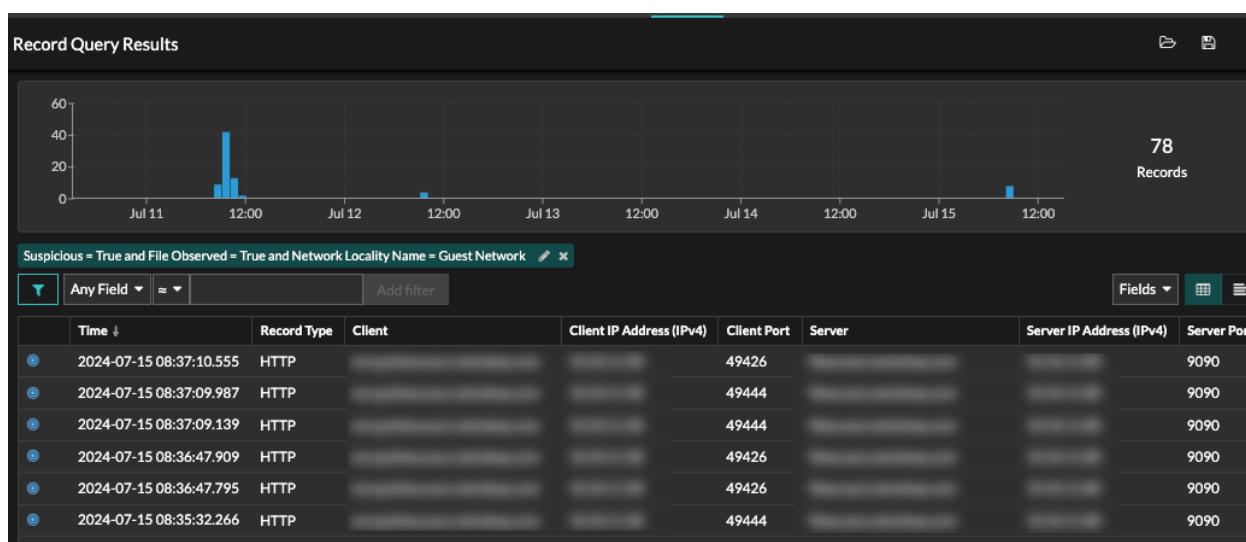 Record Query Results
60
40
20
0
Jul 11 12:00 Jul 12 12:00 Jul 13 12:00 Jul 14 12:00 Jul 15 12:00
78
Records
Suspicious = True and File Observed = True and Network Locality Name = Guest Network
Any Field ≈ Add filter Fields
Time ↓ Record Type Client Client IP Address (IPv4) Client Port Server Server IP Address (IPv4) Server Por
2024-07-15 08:37:10.555 HTTP 49426 9090
2024-07-15 08:37:09.987 HTTP 49444 9090
2024-07-15 08:37:09.139 HTTP 49444 9090
2024-07-15 08:36:47.909 HTTP 49426 9090
2024-07-15 08:36:47.795 HTTP 49426 9090
2024-07-15 08:35:32.266 HTTP 49444 9090